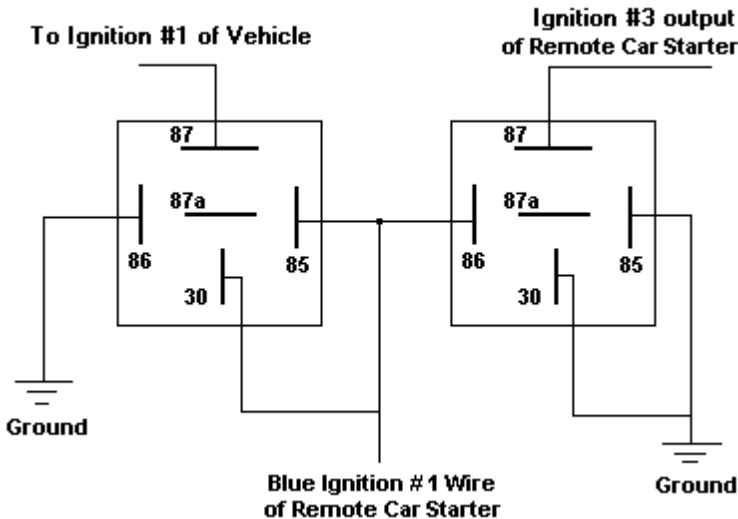 To Ignition #1 of Vehicle
Ignition #3 output
of Remote Car Starter
87
87a
86
85
30
87
87a
86
85
30
Ground
Blue Ignition #1 Wire
of Remote Car Starter
Ground